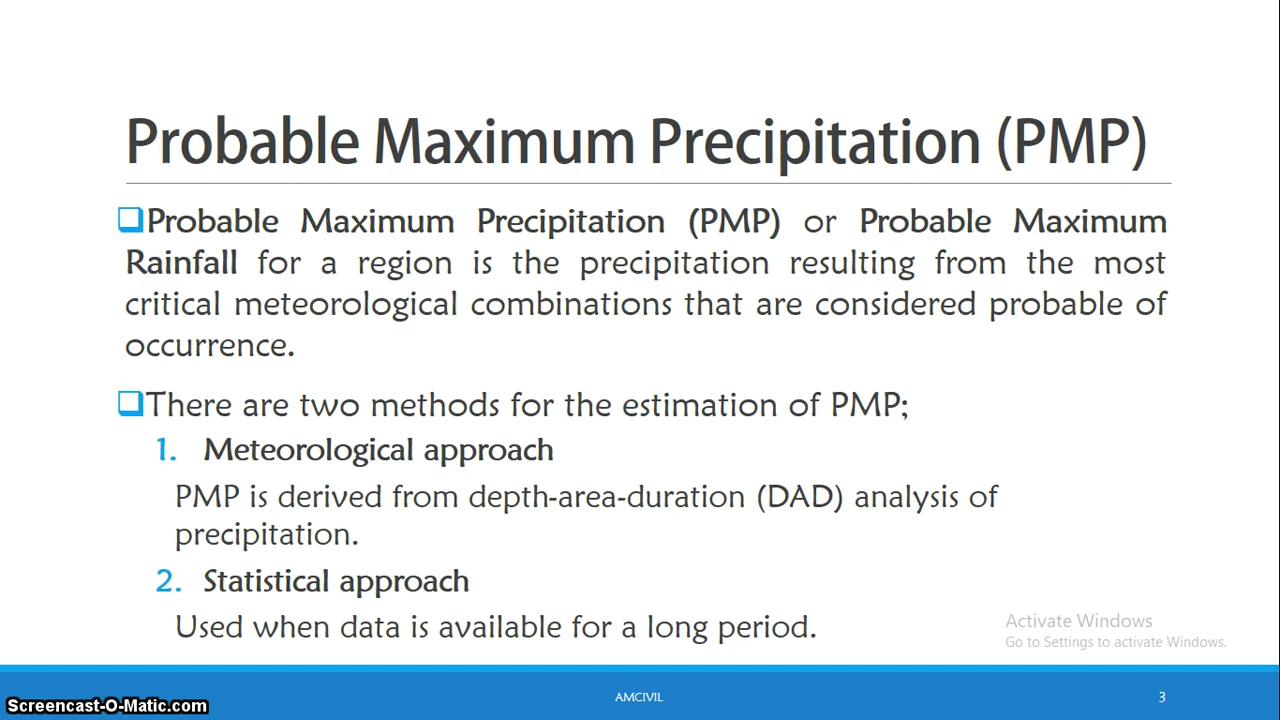 Probable Maximum Precipitation (PMP)
Probable Maximum Precipitation (PMP) or Probable Maximum
Rainfall for a region is the precipitation resulting from the most
critical meteorological combinations that are considered probable of
occurrence.
There are two methods for the estimation of PMP;
1. Meteorological approach
PMP is derived from depth-area-duration (DAD) analysis of
precipitation.
2. Statistical approach
Used when data is available for a long period.
Activate Windows
Go to Settings to activate Windows.
AMCIVIL
3
Screencast-O-Matic.com